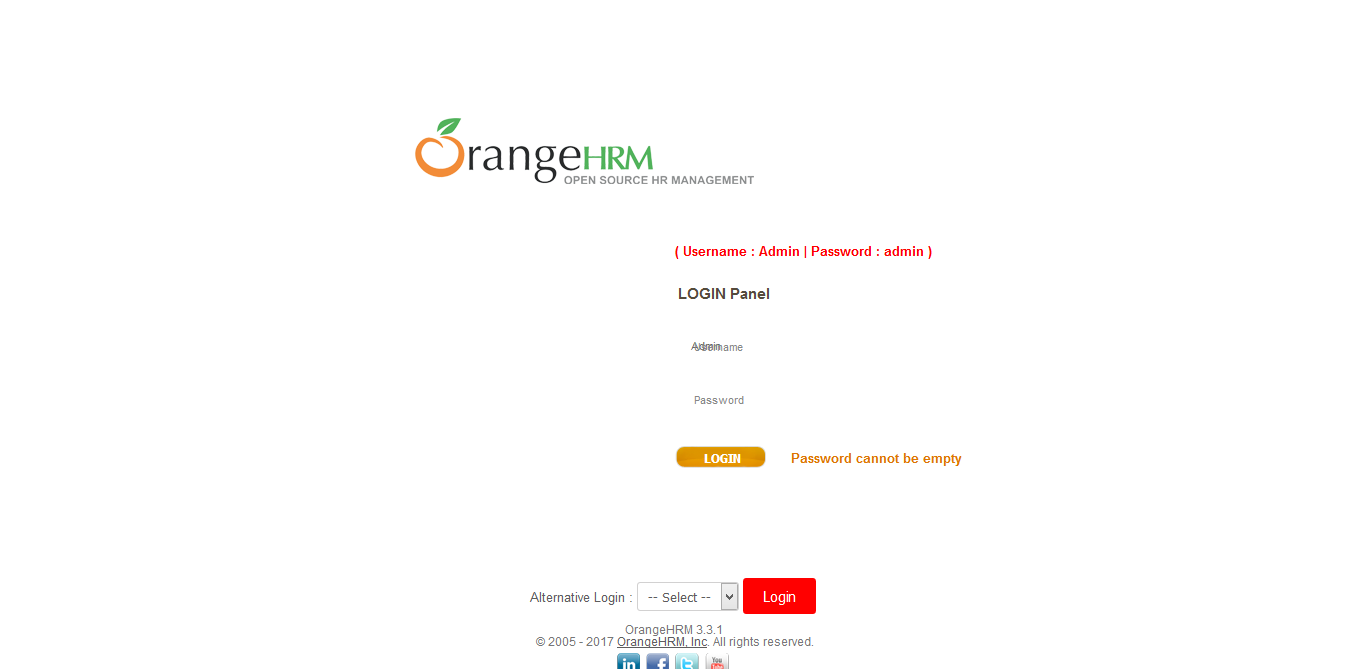 OrangeHRM
OPEN SOURCE HR MANAGEMENT
( Username : Admin | Password : admin )
LOGIN Panel
Admin
Username
Password
LOGIN
Password cannot be empty
Alternative Login : -- Select -- Login
OrangeHRM 3.3.1
© 2005 - 2017 OrangeHRM, Inc. All rights reserved.
in f t You